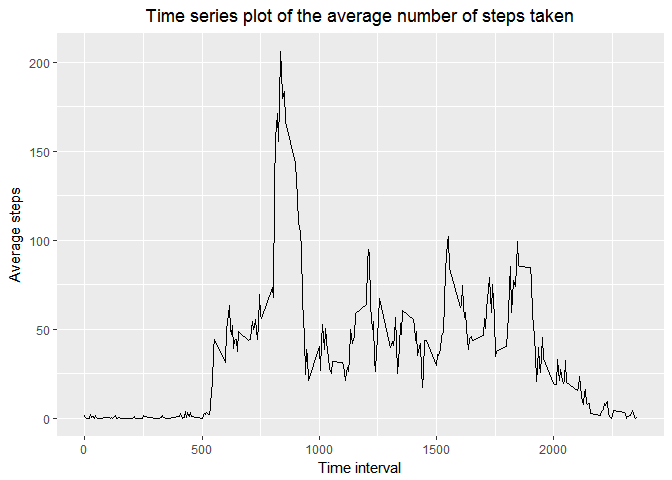 Time series plot of the average number of steps taken
Average steps
200
150
100
50
0
0 500 1000 1500 2000
Time interval